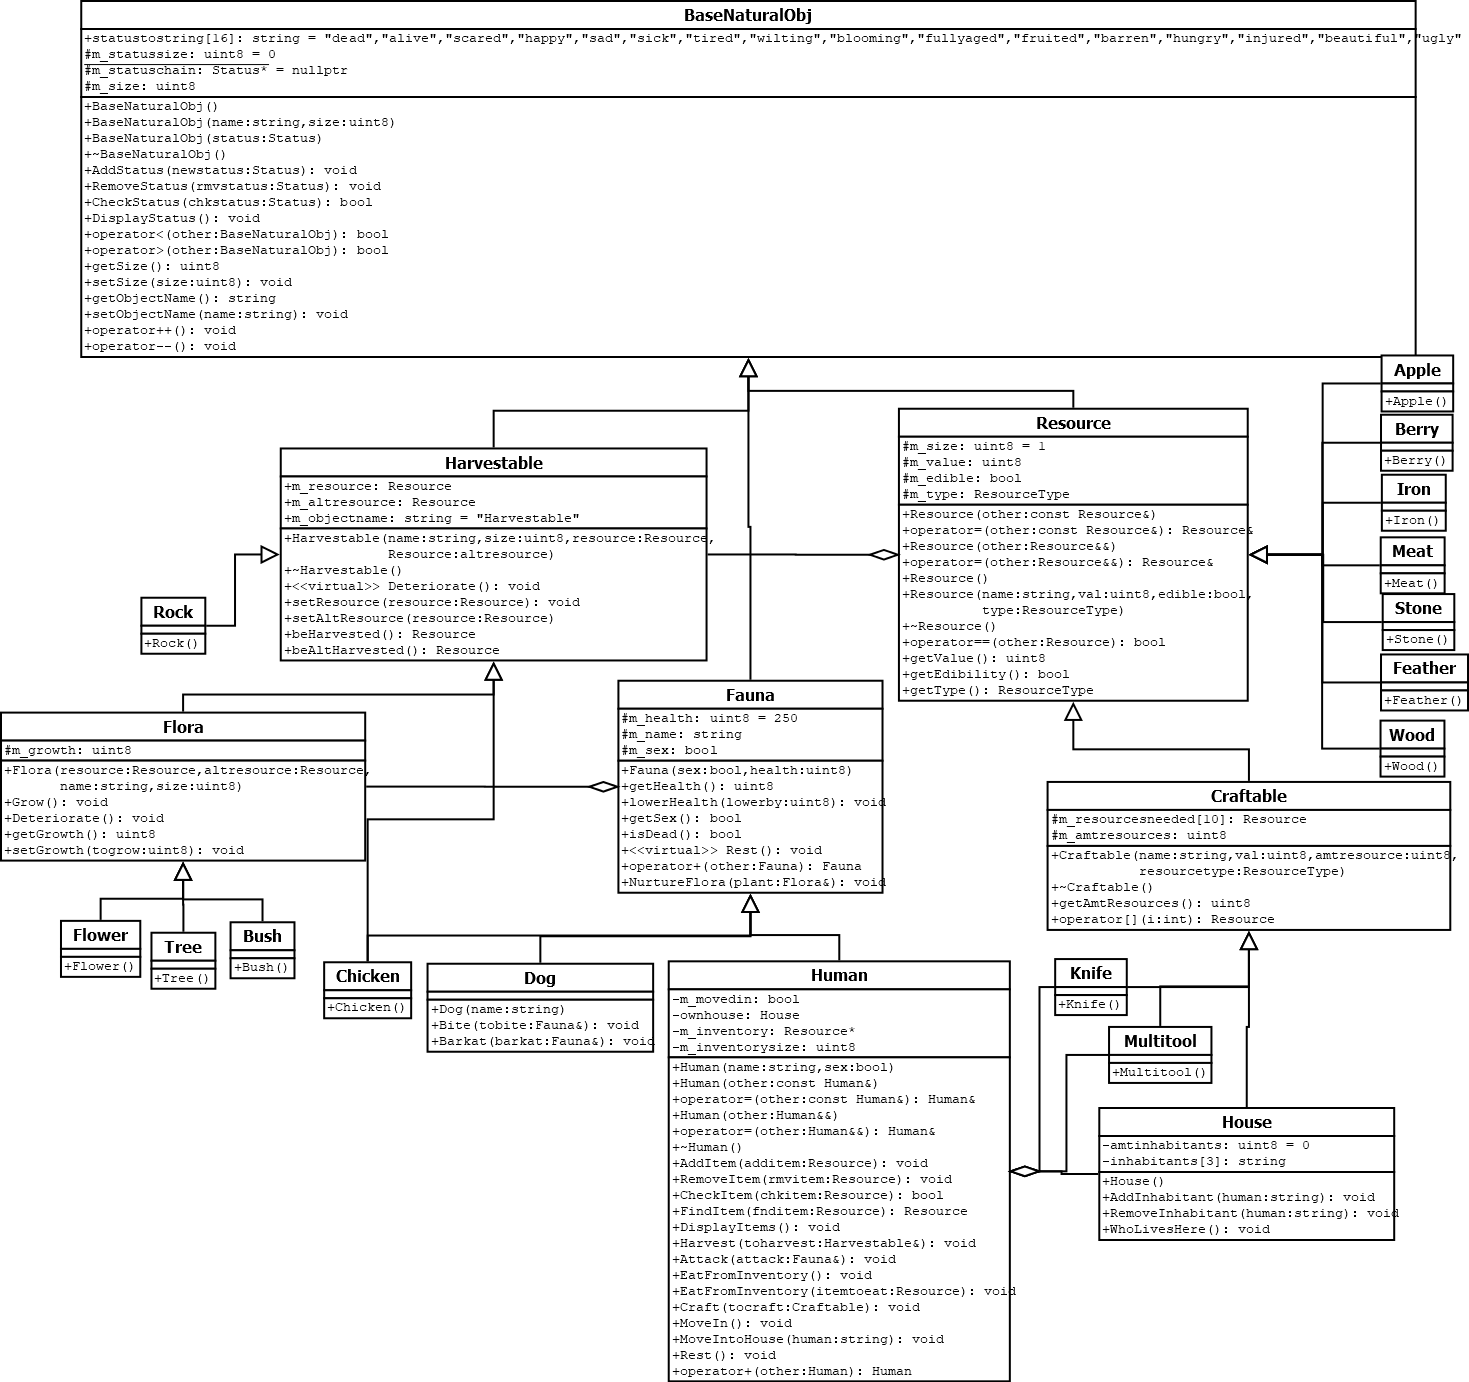 BaseNaturalObj
+statustostring[16]: string = "dead","alive","scared","happy","sad","sick","tired","wilting","blooming","fullyaged","fruited","barren","hungry","injured","beautiful","ugly"
#m_statussize: uint8 = 0
#m_statuschain: Status* = nullptr
#m_size: uint8
+BaseNaturalObj()
+BaseNaturalObj(name:string,size:uint8)
+BaseNaturalObj(status:Status)
+~BaseNaturalObj()
+AddStatus(newstatus:Status): void
+RemoveStatus(rmvstatus:Status): void
+CheckStatus(chkstatus:Status): bool
+DisplayStatus(): void
+operator<(other:BaseNaturalObj): bool
+operator>(other:BaseNaturalObj): bool
+getSize(): uint8
+setSize(size:uint8): void
+getObjectName(): string
+setObjectName(name:string): void
+operator++(): void
+operator--(): void
Harvestable
+m_resource: Resource
+m_altresource: Resource
+m_objectname: string = "Harvestable"
+Harvestable(name:string,size:uint8,resource:Resource,
Resource:altresource)
+~Harvestable()
+<<virtual>> Deteriorate(): void
+setResource(resource:Resource): void
+setAltResource(resource:Resource)
+beHarvested(): Resource
+beAltHarvested(): Resource
Resource
#m_size: uint8 = 1
#m_value: uint8
#m_edible: bool
#m_type: ResourceType
+Resource(other:const Resource&)
+operator=(other:const Resource&): Resource&
+Resource(other:Resource&&)
+operator=(other:Resource&&): Resource&
+Resource()
+Resource(name:string,val:uint8,edible:bool,
type:ResourceType)
+~Resource()
+operator==(other:Resource): bool
+getValue(): uint8
+getEdibility(): bool
+getType(): ResourceType
Apple
+Apple()
Berry
+Berry()
Iron
+Iron()
Meat
+Meat()
Stone
+Stone()
Feather
+Feather()
Wood
+Wood()
Rock
+Rock()
Flora
#m_growth: uint8
+Flora(resource:Resource,altresource:Resource,
name:string,size:uint8)
+Grow(): void
+Deteriorate(): void
+getGrowth(): uint8
+setGrowth(togrow:uint8): void
Fauna
#m_health: uint8 = 250
#m_name: string
#m_sex: bool
+Fauna(sex:bool,health:uint8)
+getHealth(): uint8
+lowerHealth(lowerby:uint8): void
+getSex(): bool
+isDead(): bool
+<<virtual>> Rest(): void
+operator+(other:Fauna): Fauna
+NurtureFlora(plant:Flora&): void
Craftable
#m_resourcesneeded[10]: Resource
#m_amtresources: uint8
+Craftable(name:string,val:uint8,amtresource:uint8,
resourcetype:ResourceType)
+~Craftable()
+getAmtResources(): uint8
+operator[](i:int): Resource
Flower
+Flower()
Tree
+Tree()
Bush
+Bush()
Chicken
+Chicken()
Dog
+Dog(name:string)
+Bite(tobite:Fauna&): void
+Barkat(barkat:Fauna&): void
Human
-m_movedin: bool
-ownhouse: House
-m_inventory: Resource*
-m_inventorysize: uint8
+Human(name:string,sex:bool)
+Human(other:const Human&)
+operator=(other:const Human&): Human&
+Human(other:Human&&)
+operator=(other:Human&&): Human&
+~Human()
+AddItem(additem:Resource): void
+RemoveItem(rmvitem:Resource): void
+CheckItem(chkitem:Resource): bool
+FindItem(fnditem:Resource): Resource
+DisplayItems(): void
+Harvest(toharvest:Harvestable&): void
+Attack(attack:Fauna&): void
+EatFromInventory(): void
+EatFromInventory(itemtoeat:Resource): void
+Craft(tocraft:Craftable): void
+MoveIn(): void
+MoveIntoHouse(human:string): void
+Rest(): void
+operator+(other:Human): Human
Knife
+Knife()
Multitool
+Multitool()
House
-amtinhabitants: uint8 = 0
-inhabitants[3]: string
+House()
+AddInhabitant(human:string): void
+RemoveInhabitant(human:string): void
+WhoLivesHere(): void